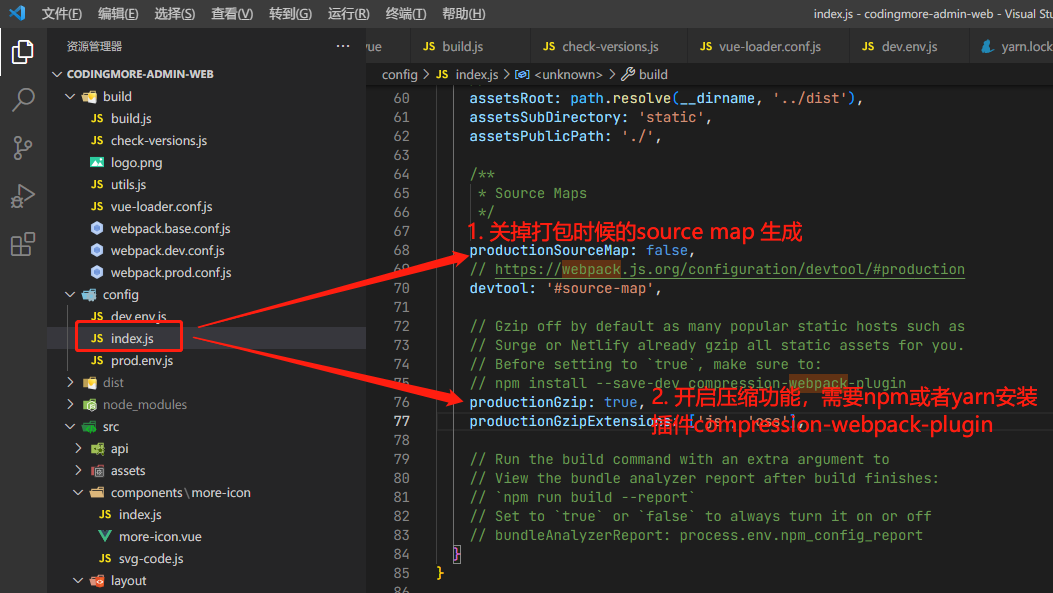 文件(F) 编辑(E) 选择(S) 查看(V) 转到(G) 运行(R) 终端(T) 帮助(H) index.js - codingmore-admin-web - Visual Stu
资源管理器 ···
vue JS build.js JS check-versions.js JS vue-loader.conf.js JS dev.env.js yarn.lock
config > JS index.js > <unknown> > build
CODINGMORE-ADMIN-WEB
build
JS build.js
JS check-versions.js
logo.png
JS utils.js
JS vue-loader.conf.js
webpack.base.conf.js
webpack.dev.conf.js
webpack.prod.conf.js
config
JS dev.env.js
JS index.js
JS prod.env.js
dist
node_modules
src
api
assets
components\more-icon
JS index.js
more-icon.vue
JS svg-code.js
layout
60 assetsRoot: path.resolve(__dirname, '../dist'),
61 assetsSubDirectory: 'static',
62 assetsPublicPath: './',
63
64 /**
65 * Source Maps
66 */
67
1. 关掉打包时候的source map 生成
68 productionSourceMap: false,
69 // https://webpack.js.org/configuration/devtool/#production
70 devtool: '#source-map',
71
72 // Gzip off by default as many popular static hosts such as
73 // Surge or Netlify already gzip all static assets for you.
74 // Before setting to `true`, make sure to:
75 // npm install --save-dev compression-webpack-plugin
76 productionGzip: true,
2. 开启压缩功能，需要npm或者yarn安装
插件compression-webpack-plugin
77 productionGzipExtensions: ['js', 'css'],
78
79 // Run the build command with an extra argument to
80 // View the bundle analyzer report after build finishes:
81 // `npm run build --report`
82 // Set to `true` or `false` to always turn it on or off
83 // bundleAnalyzerReport: process.env.npm_config_report
84 }
85 }
86